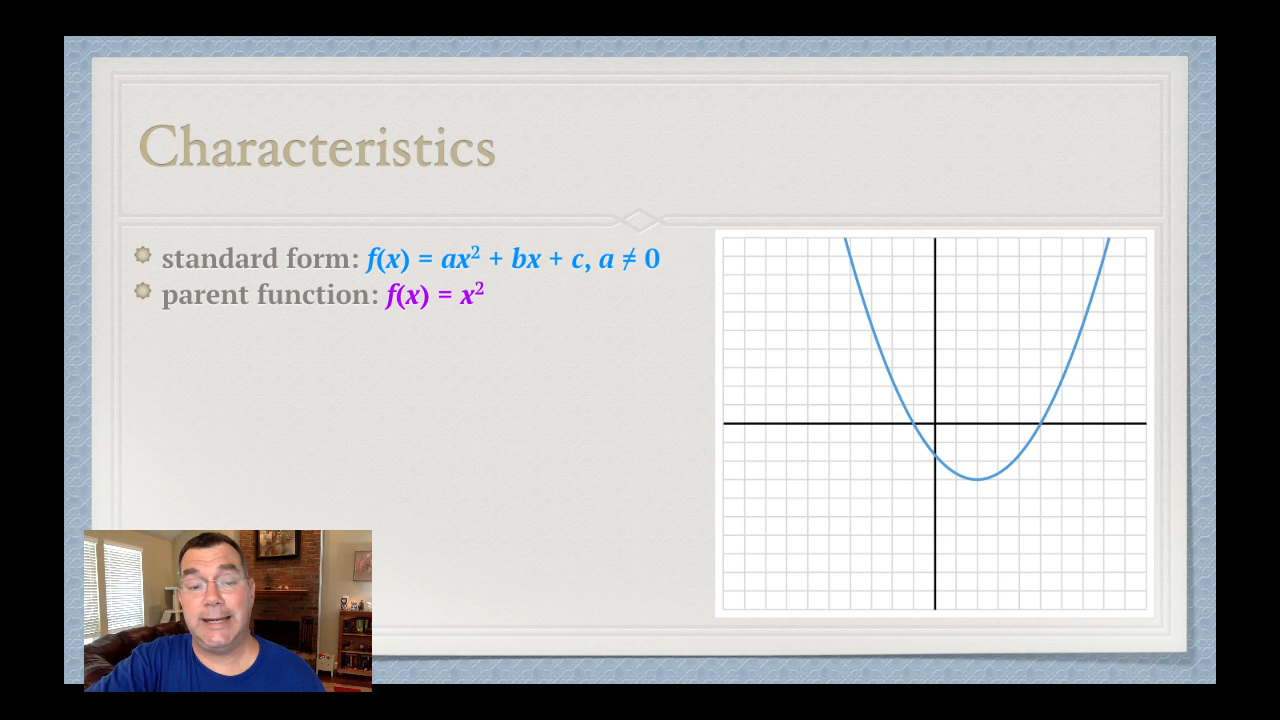 Characteristics
standard form: f(x) = ax² + bx + c, a ≠ 0
parent function: f(x) = x²